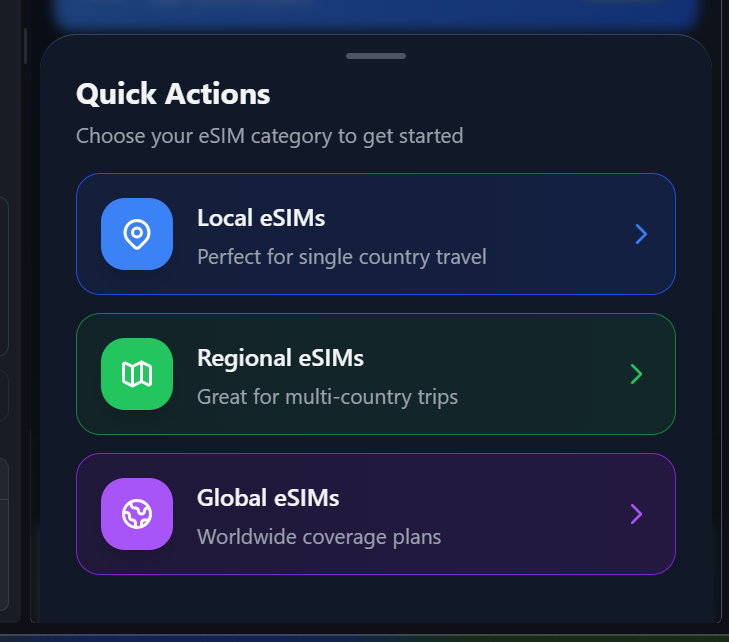 Quick Actions
Choose your eSIM category to get started
Local eSIMs
Perfect for single country travel
Regional eSIMs
Great for multi-country trips
Global eSIMs
Worldwide coverage plans